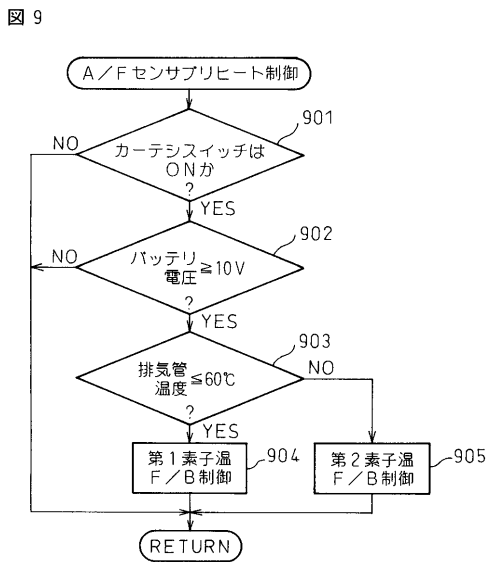 図 9
A／Fセンサプリヒート制御
901
カーテシスイッチは
ONか
?
NO
YES
902
バッテリ
電圧
≧10V
?
NO
YES
903
排気管
温度
≦60℃
?
NO
YES
第1素子温
F／B制御
904
第2素子温
F／B制御
905
RETURN